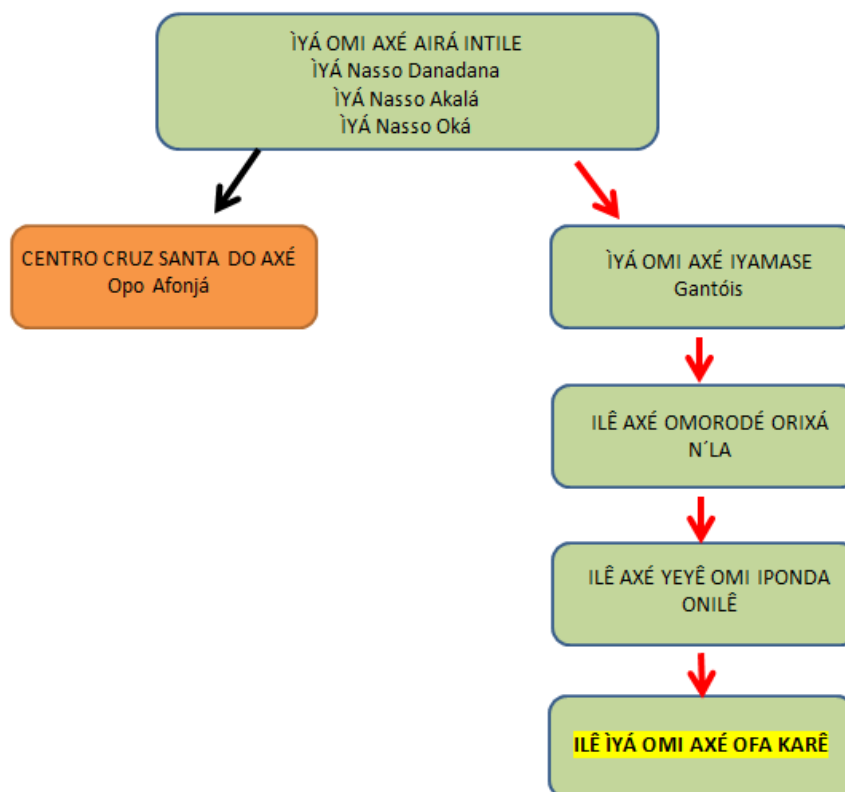 ÌYÁ OMI AXÉ AIRÁ INTILE
ÌYÁ Nasso Danadana
ÌYÁ Nasso Akalá
ÌYÁ Nasso Oká
CENTRO CRUZ SANTA DO AXÉ
Opo Afonjá
ÌYÁ OMI AXÉ IYAMASE
Gantóis
ILÊ AXÉ OMORODÉ ORIXÁ
N´LA
ILÊ AXÉ YEYÊ OMI IPONDA
ONILÊ
ILÊ ÌYÁ OMI AXÉ OFA KARÊ